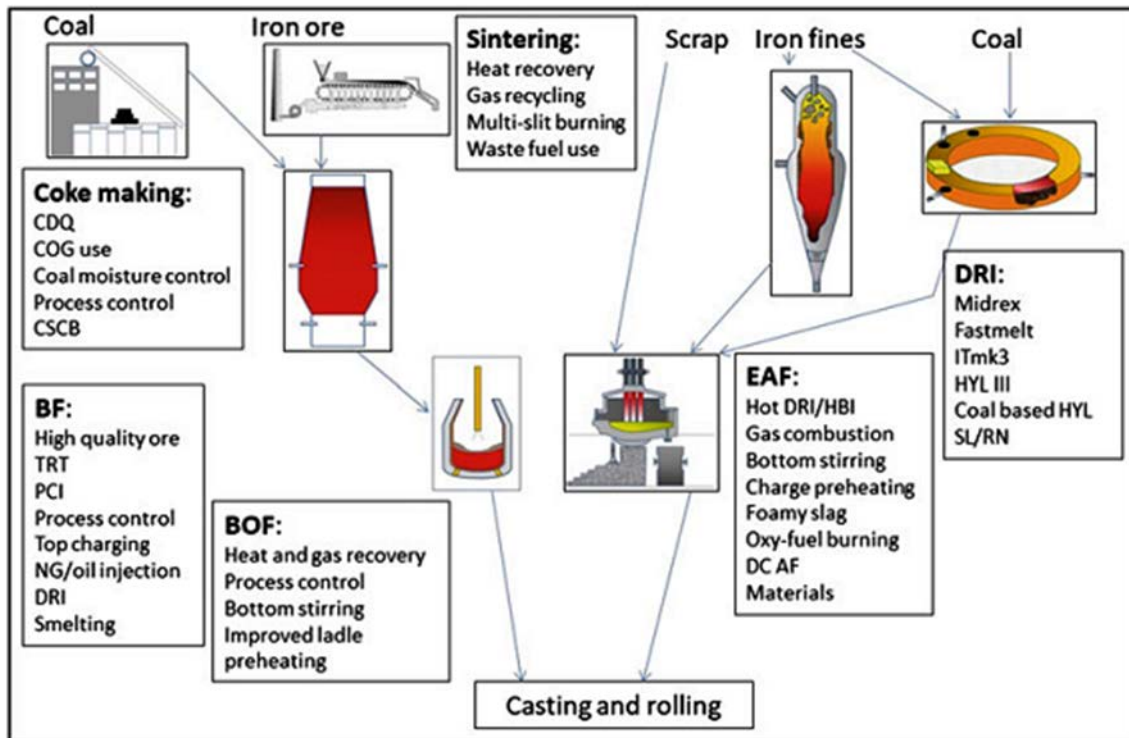 Coal
Iron ore
Sintering:
Heat recovery
Gas recycling
Multi-slit burning
Waste fuel use
Scrap
Iron fines
Coal
Coke making:
CDQ
COG use
Coal moisture control
Process control
CSCB
DRI:
Midrex
Fastmelt
ITmk3
HYL III
Coal based HYL
SL/RN
BF:
High quality ore
TRT
PCI
Process control
Top charging
NG/oil injection
DRI
Smelting
BOF:
Heat and gas recovery
Process control
Bottom stirring
Improved ladle
preheating
EAF:
Hot DRI/HBI
Gas combustion
Bottom stirring
Charge preheating
Foamy slag
Oxy-fuel burning
DC AF
Materials
Casting and rolling